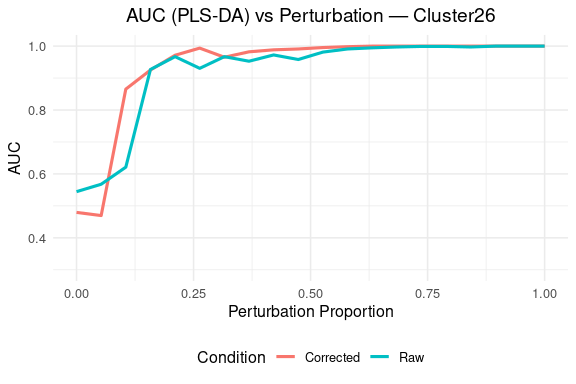 AUC (PLS-DA) vs Perturbation — Cluster26
AUC
1.0
0.8
0.6
0.4
0.00 0.25 0.50 0.75 1.00
Perturbation Proportion
Condition Corrected Raw